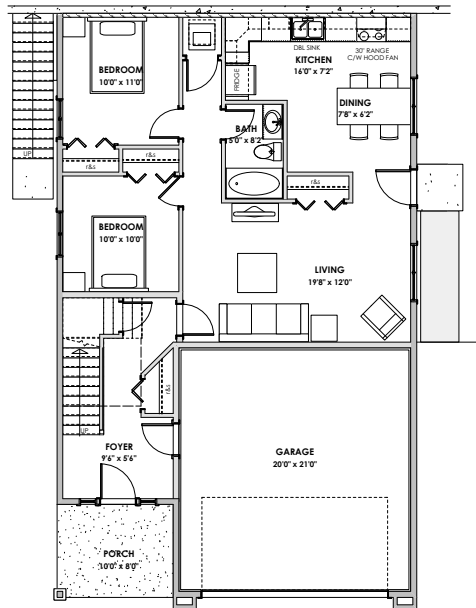 DBL SINK
30" RANGE
C/W HOOD FAN
KITCHEN
16'0" x 7'2"
BEDROOM
10'0" x 11'0"
FRIDGE
DINING
7'8" x 6'2"
BATH
5'0" x 8'2"
UP
r&s
r&s
r&s
BEDROOM
10'0" x 10'0"
LIVING
19'8" x 12'0"
r&s
UP
FOYER
9'6" x 5'6"
GARAGE
20'0" x 21'0"
PORCH
10'0" x 8'0"